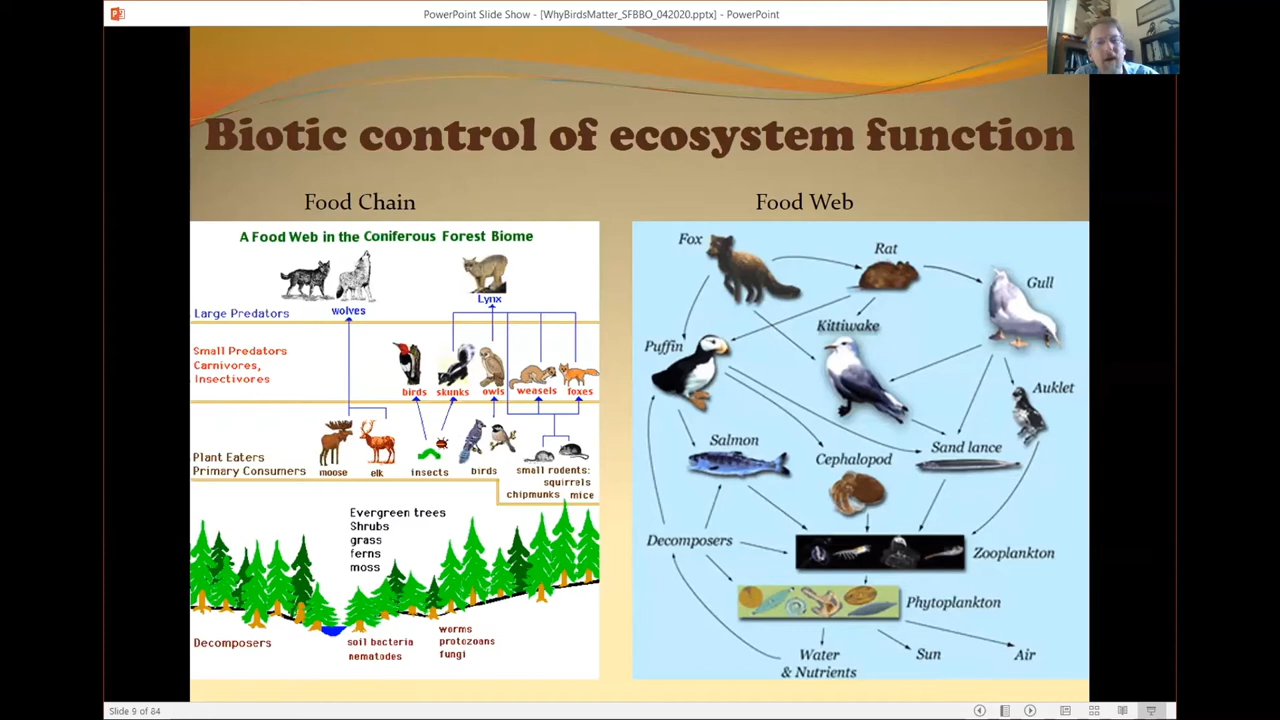 PowerPoint Slide Show - [WhyBirdsMatter_SFBBO_042020.pptx] - PowerPoint
Biotic control of ecosystem function
Food Chain
A Food Web in the Coniferous Forest Biome
Large Predators
wolves
Lynx
Small Predators
Carnivores,
Insectivores
birds
skunks
owls
weasels
foxes
Plant Eaters
Primary Consumers
moose
elk
insects
birds
small rodents:
squirrels
chipmunks
mice
Evergreen trees
Shrubs
grass
ferns
moss
Decomposers
soil bacteria
nematodes
worms
protozoans
fungi
Food Web
Fox
Rat
Gull
Puffin
Kittiwake
Auklet
Salmon
Cephalopod
Sand lance
Decomposers
Zooplankton
Phytoplankton
Water
& Nutrients
Sun
Air
Slide 9 of 84